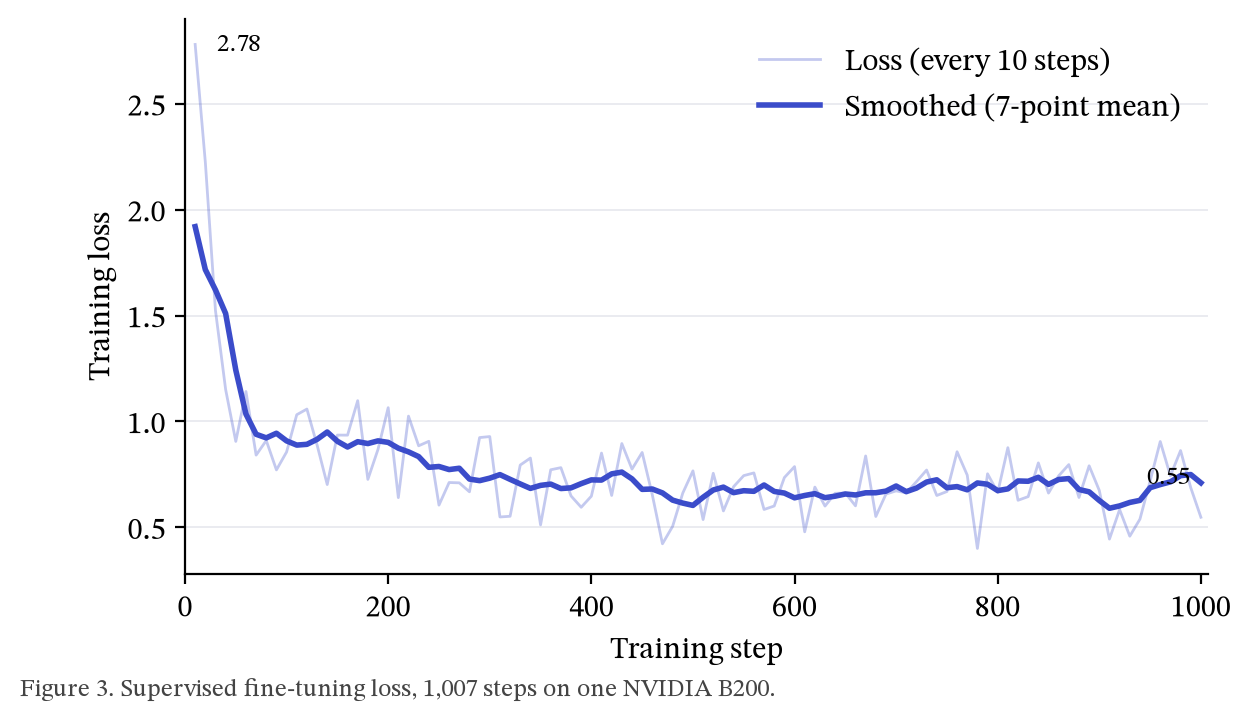 2.78
Loss (every 10 steps)
Smoothed (7-point mean)
2.5
2.0
1.5
1.0
0.5
Training loss
0.55
0 200 400 600 800 1000
Training step
Figure 3. Supervised fine-tuning loss, 1,007 steps on one NVIDIA B200.